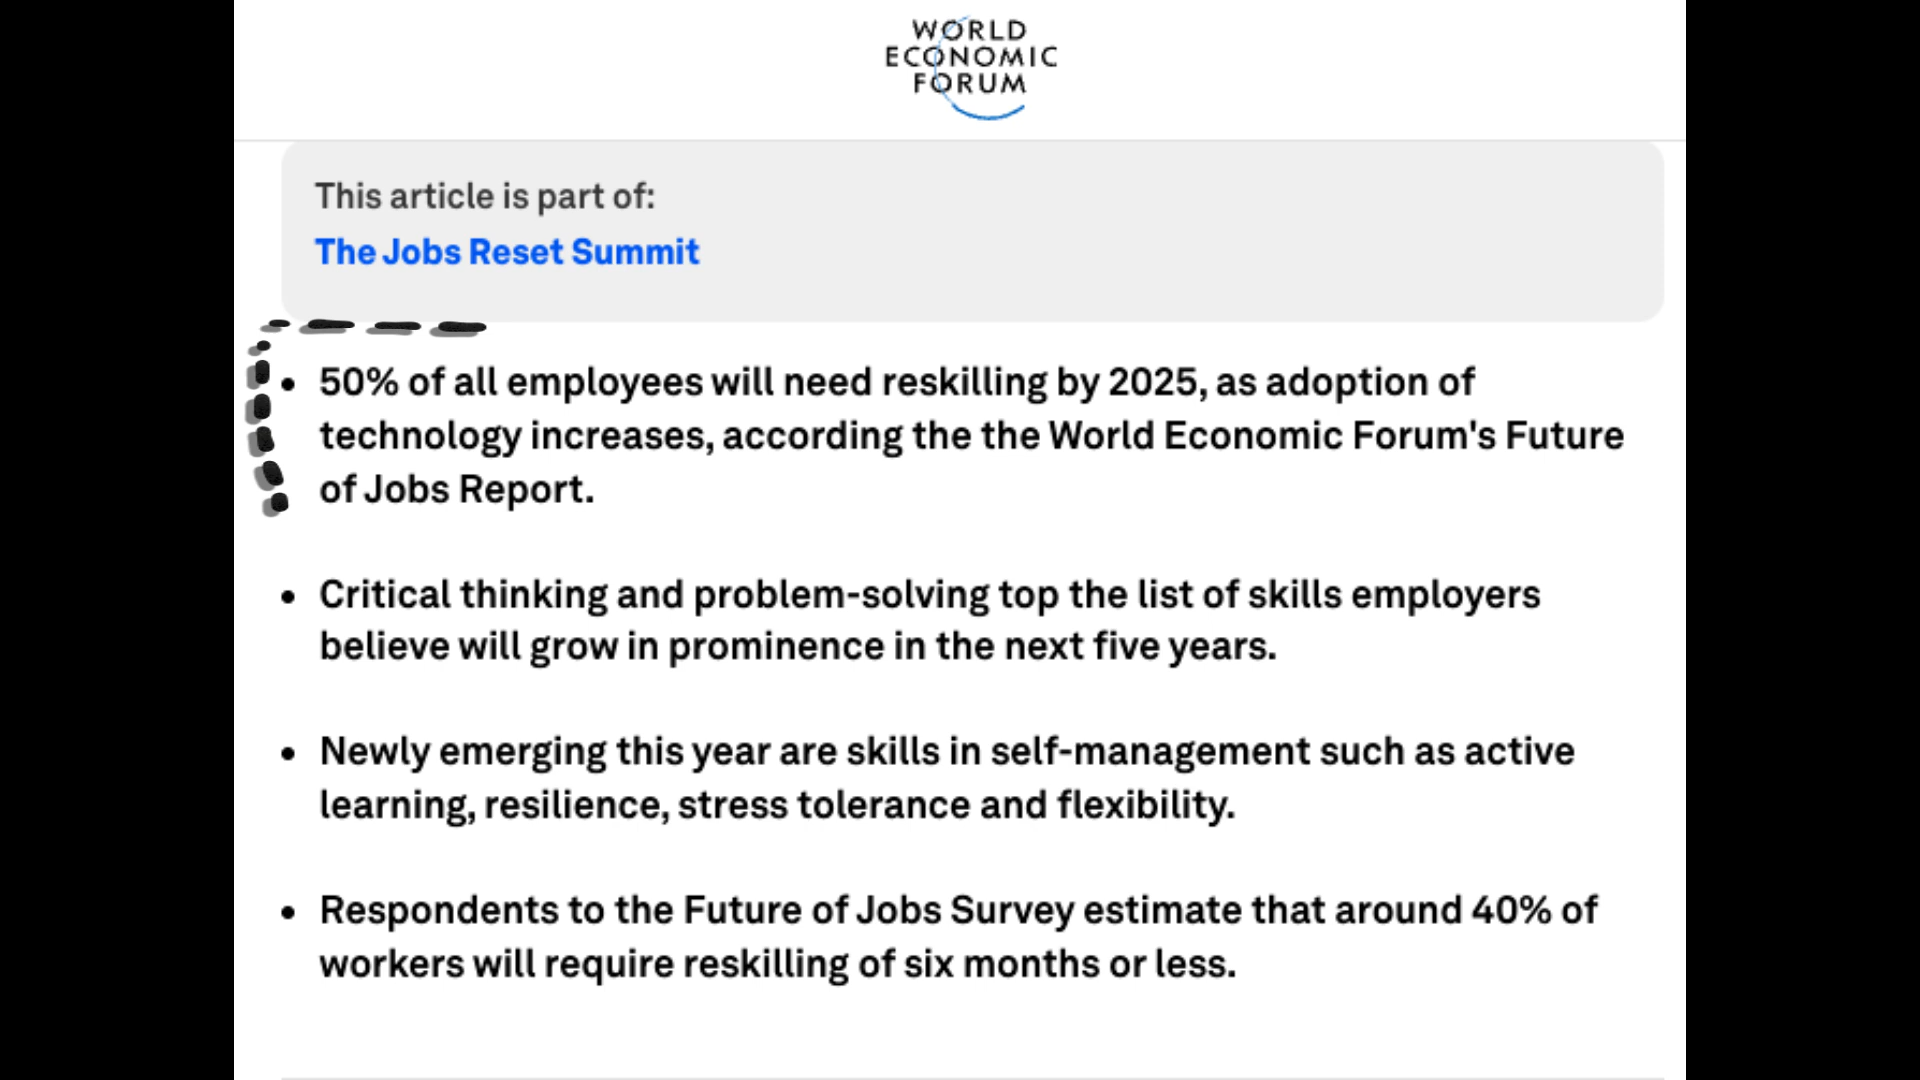 WORLD
ECONOMIC
FORUM
This article is part of:
The Jobs Reset Summit
• 50% of all employees will need reskilling by 2025, as adoption of
technology increases, according the the World Economic Forum's Future
of Jobs Report.
• Critical thinking and problem-solving top the list of skills employers
believe will grow in prominence in the next five years.
• Newly emerging this year are skills in self-management such as active
learning, resilience, stress tolerance and flexibility.
• Respondents to the Future of Jobs Survey estimate that around 40% of
workers will require reskilling of six months or less.